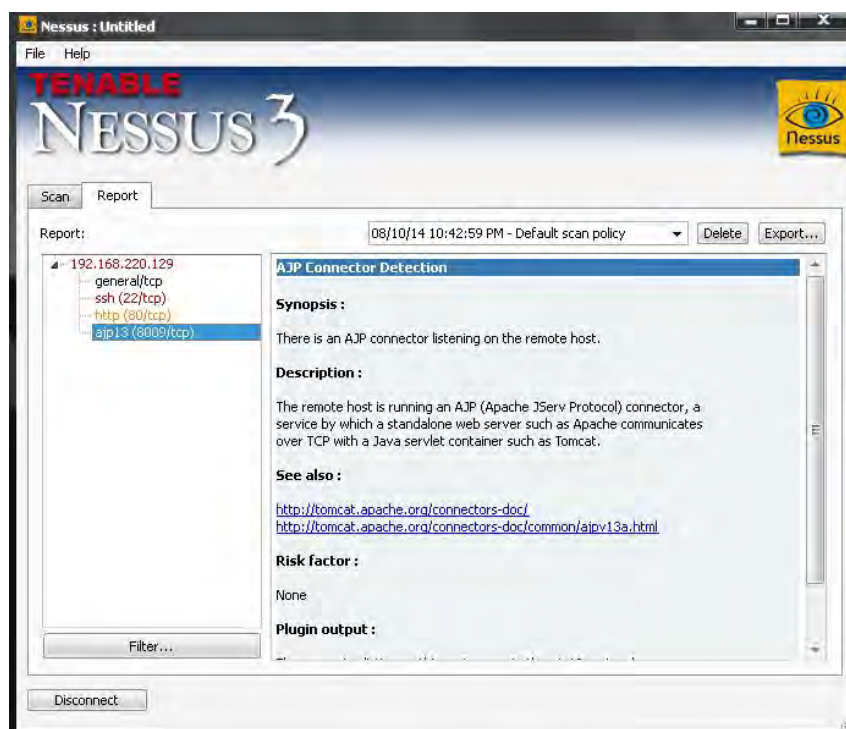 Nessus : Untitled
File Help
TENABLE
NESSUS 3
Nessus
Scan Report
Report:
08/10/14 10:42:59 PM - Default scan policy
Delete
Export...
192.168.220.129
general/tcp
ssh (22/tcp)
http (80/tcp)
ajp13 (8009/tcp)
Filter...
AJP Connector Detection
Synopsis :
There is an AJP connector listening on the remote host.
Description :
The remote host is running an AJP (Apache JServ Protocol) connector, a
service by which a standalone web server such as Apache communicates
over TCP with a Java servlet container such as Tomcat.
See also :
http://tomcat.apache.org/connectors-doc/
http://tomcat.apache.org/connectors-doc/common/ajpv13a.html
Risk factor :
None
Plugin output :
Disconnect